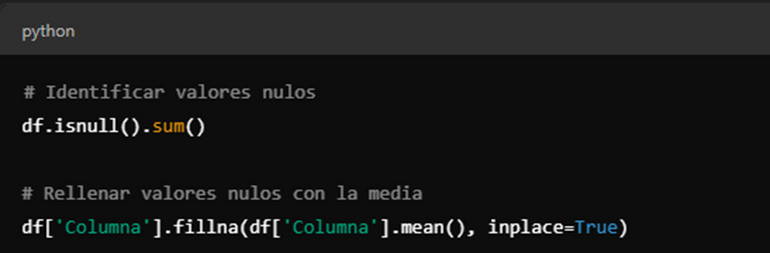 python
# Identificar valores nulos
df.isnull().sum()
# Rellenar valores nulos con la media
df['Columna'].fillna(df['Columna'].mean(), inplace=True)